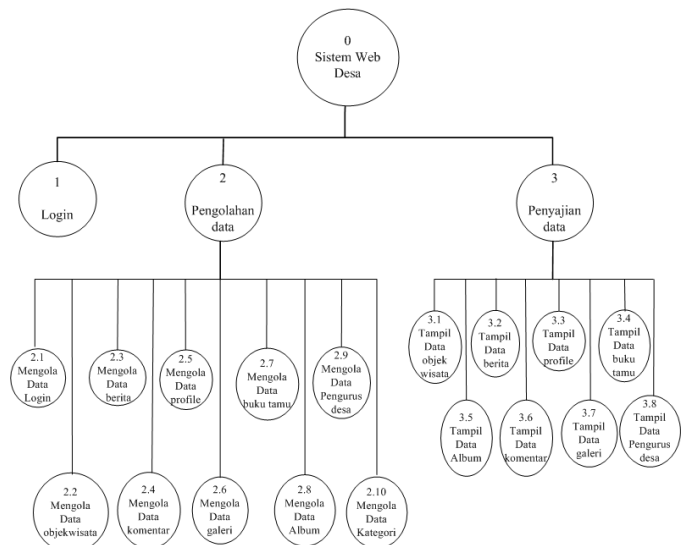 0
Sistem Web
Desa
1
Login
2
Pengolahan
data
3
Penyajian
data
2.1
Mengola
Data
Login
2.3
Mengola
Data
berita
2.5
Mengola
Data
profile
2.7
Mengola
Data
buku tamu
2.9
Mengola
Data
Pengurus
desa
2.2
Mengola
Data
objekwisata
2.4
Mengola
Data
komentar
2.6
Mengola
Data
galeri
2.8
Mengola
Data
Album
2.10
Mengola
Data
Kategori
3.1
Tampil
Data
objek
wisata
3.2
Tampil
Data
berita
3.3
Tampil
Data
profile
3.4
Tampil
Data
buku
tamu
3.5
Tampil
Data
Album
3.6
Tampil
Data
komentar
3.7
Tampil
Data
galeri
3.8
Tampil
Data
Pengurus
desa